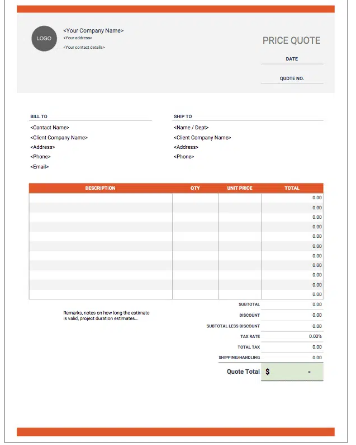 LOGO
<Your Company Name>
<Your address>
<Your contact details>
PRICE QUOTE
DATE
QUOTE NO.
BILL TO
SHIP TO
<Contact Name>
<Name / Dept>
<Client Company Name>
<Client Company Name>
<Address>
<Address>
<Phone>
<Phone>
<Email>
DESCRIPTION QTY UNIT PRICE TOTAL
0.00
0.00
0.00
0.00
0.00
0.00
0.00
0.00
0.00
0.00
0.00
SUBTOTAL 0.00
Remarks, notes on how long the estimate
is valid, project duration estimates...
DISCOUNT 0.00
SUBTOTAL LESS DISCOUNT 0.00
TAX RATE 0.00%
TOTAL TAX 0.00
SHIPPING/HANDLING 0.00
Quote Total $ -